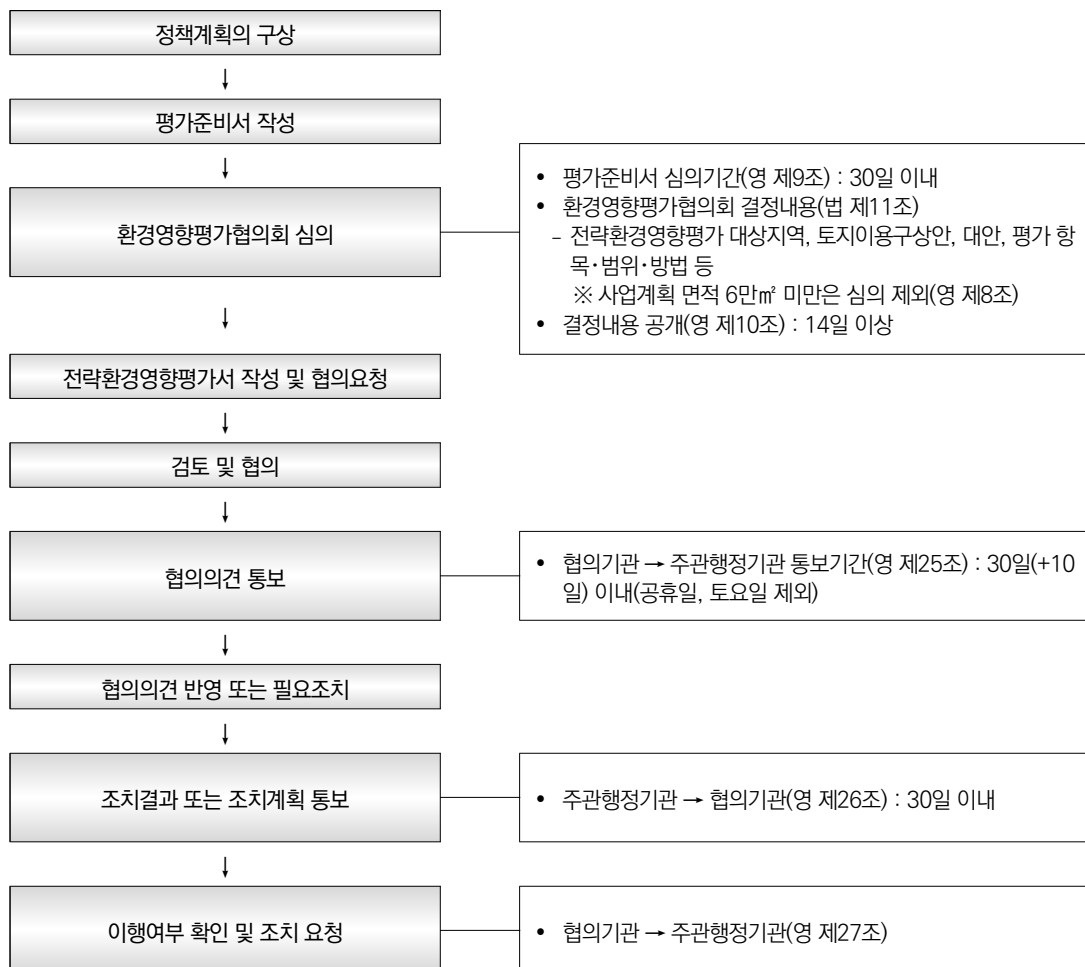 정책계획의 구상
↓
평가준비서 작성
↓
환경영향평가협의회 심의
• 평가준비서 심의기간(영 제9조) : 30일 이내
• 환경영향평가협의회 결정내용(법 제11조)
- 전략환경영향평가 대상지역, 토지이용구상안, 대안, 평가 항
목·범위·방법 등
※ 사업계획 면적 6만㎡ 미만은 심의 제외(영 제8조)
• 결정내용 공개(영 제10조) : 14일 이상
↓
전략환경영향평가서 작성 및 협의요청
↓
검토 및 협의
↓
협의의견 통보
• 협의기관 → 주관행정기관 통보기간(영 제25조) : 30일(+10
일) 이내(공휴일, 토요일 제외)
↓
협의의견 반영 또는 필요조치
↓
조치결과 또는 조치계획 통보
• 주관행정기관 → 협의기관(영 제26조) : 30일 이내
↓
이행여부 확인 및 조치 요청
• 협의기관 → 주관행정기관(영 제27조)